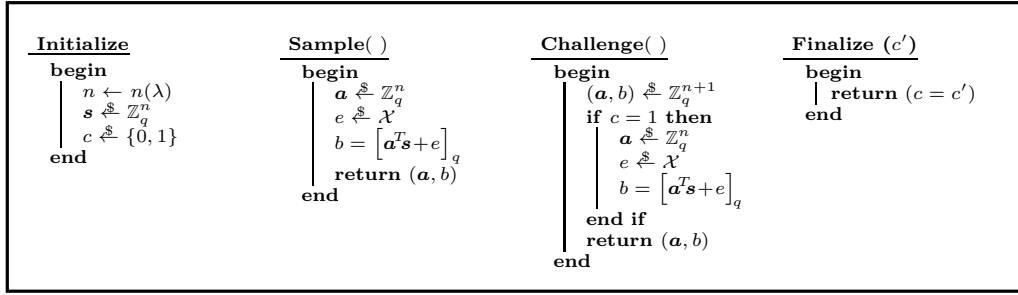 Initialize
begin
n ← n(λ)
s ←$ ℤ_q^n
c ←$ {0, 1}
end
Sample( )
begin
a ←$ ℤ_q^n
e ←$ 𝒳
b = [a^T s + e]_q
return (a, b)
end
Challenge( )
begin
(a, b) ←$ ℤ_q^{n+1}
if c = 1 then
a ←$ ℤ_q^n
e ←$ 𝒳
b = [a^T s + e]_q
end if
return (a, b)
end
Finalize (c′)
begin
return (c = c′)
end